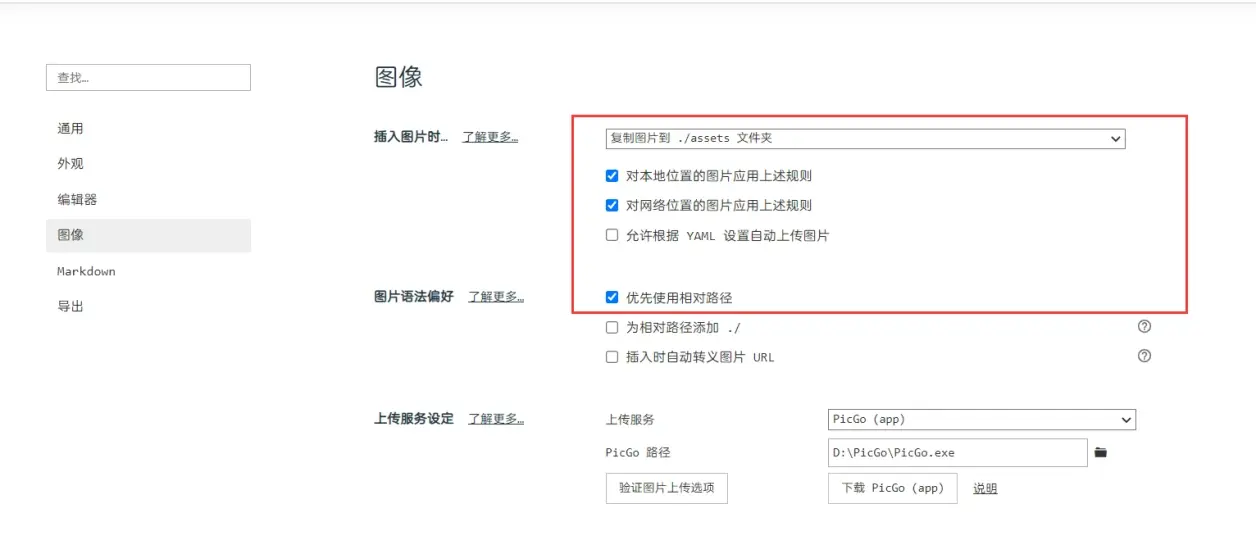 查找…
通用
外观
编辑器
图像
Markdown
导出
图像
插入图片时… 了解更多… 复制图片到 ./assets 文件夹
对本地位置的图片应用上述规则
对网络位置的图片应用上述规则
允许根据 YAML 设置自动上传图片
图片语法偏好 了解更多… 优先使用相对路径
为相对路径添加 ./
插入时自动转义图片 URL
上传服务设定 了解更多… 上传服务 PicGo (app)
PicGo 路径 D:\PicGo\PicGo.exe
验证图片上传选项 下载 PicGo (app) 说明